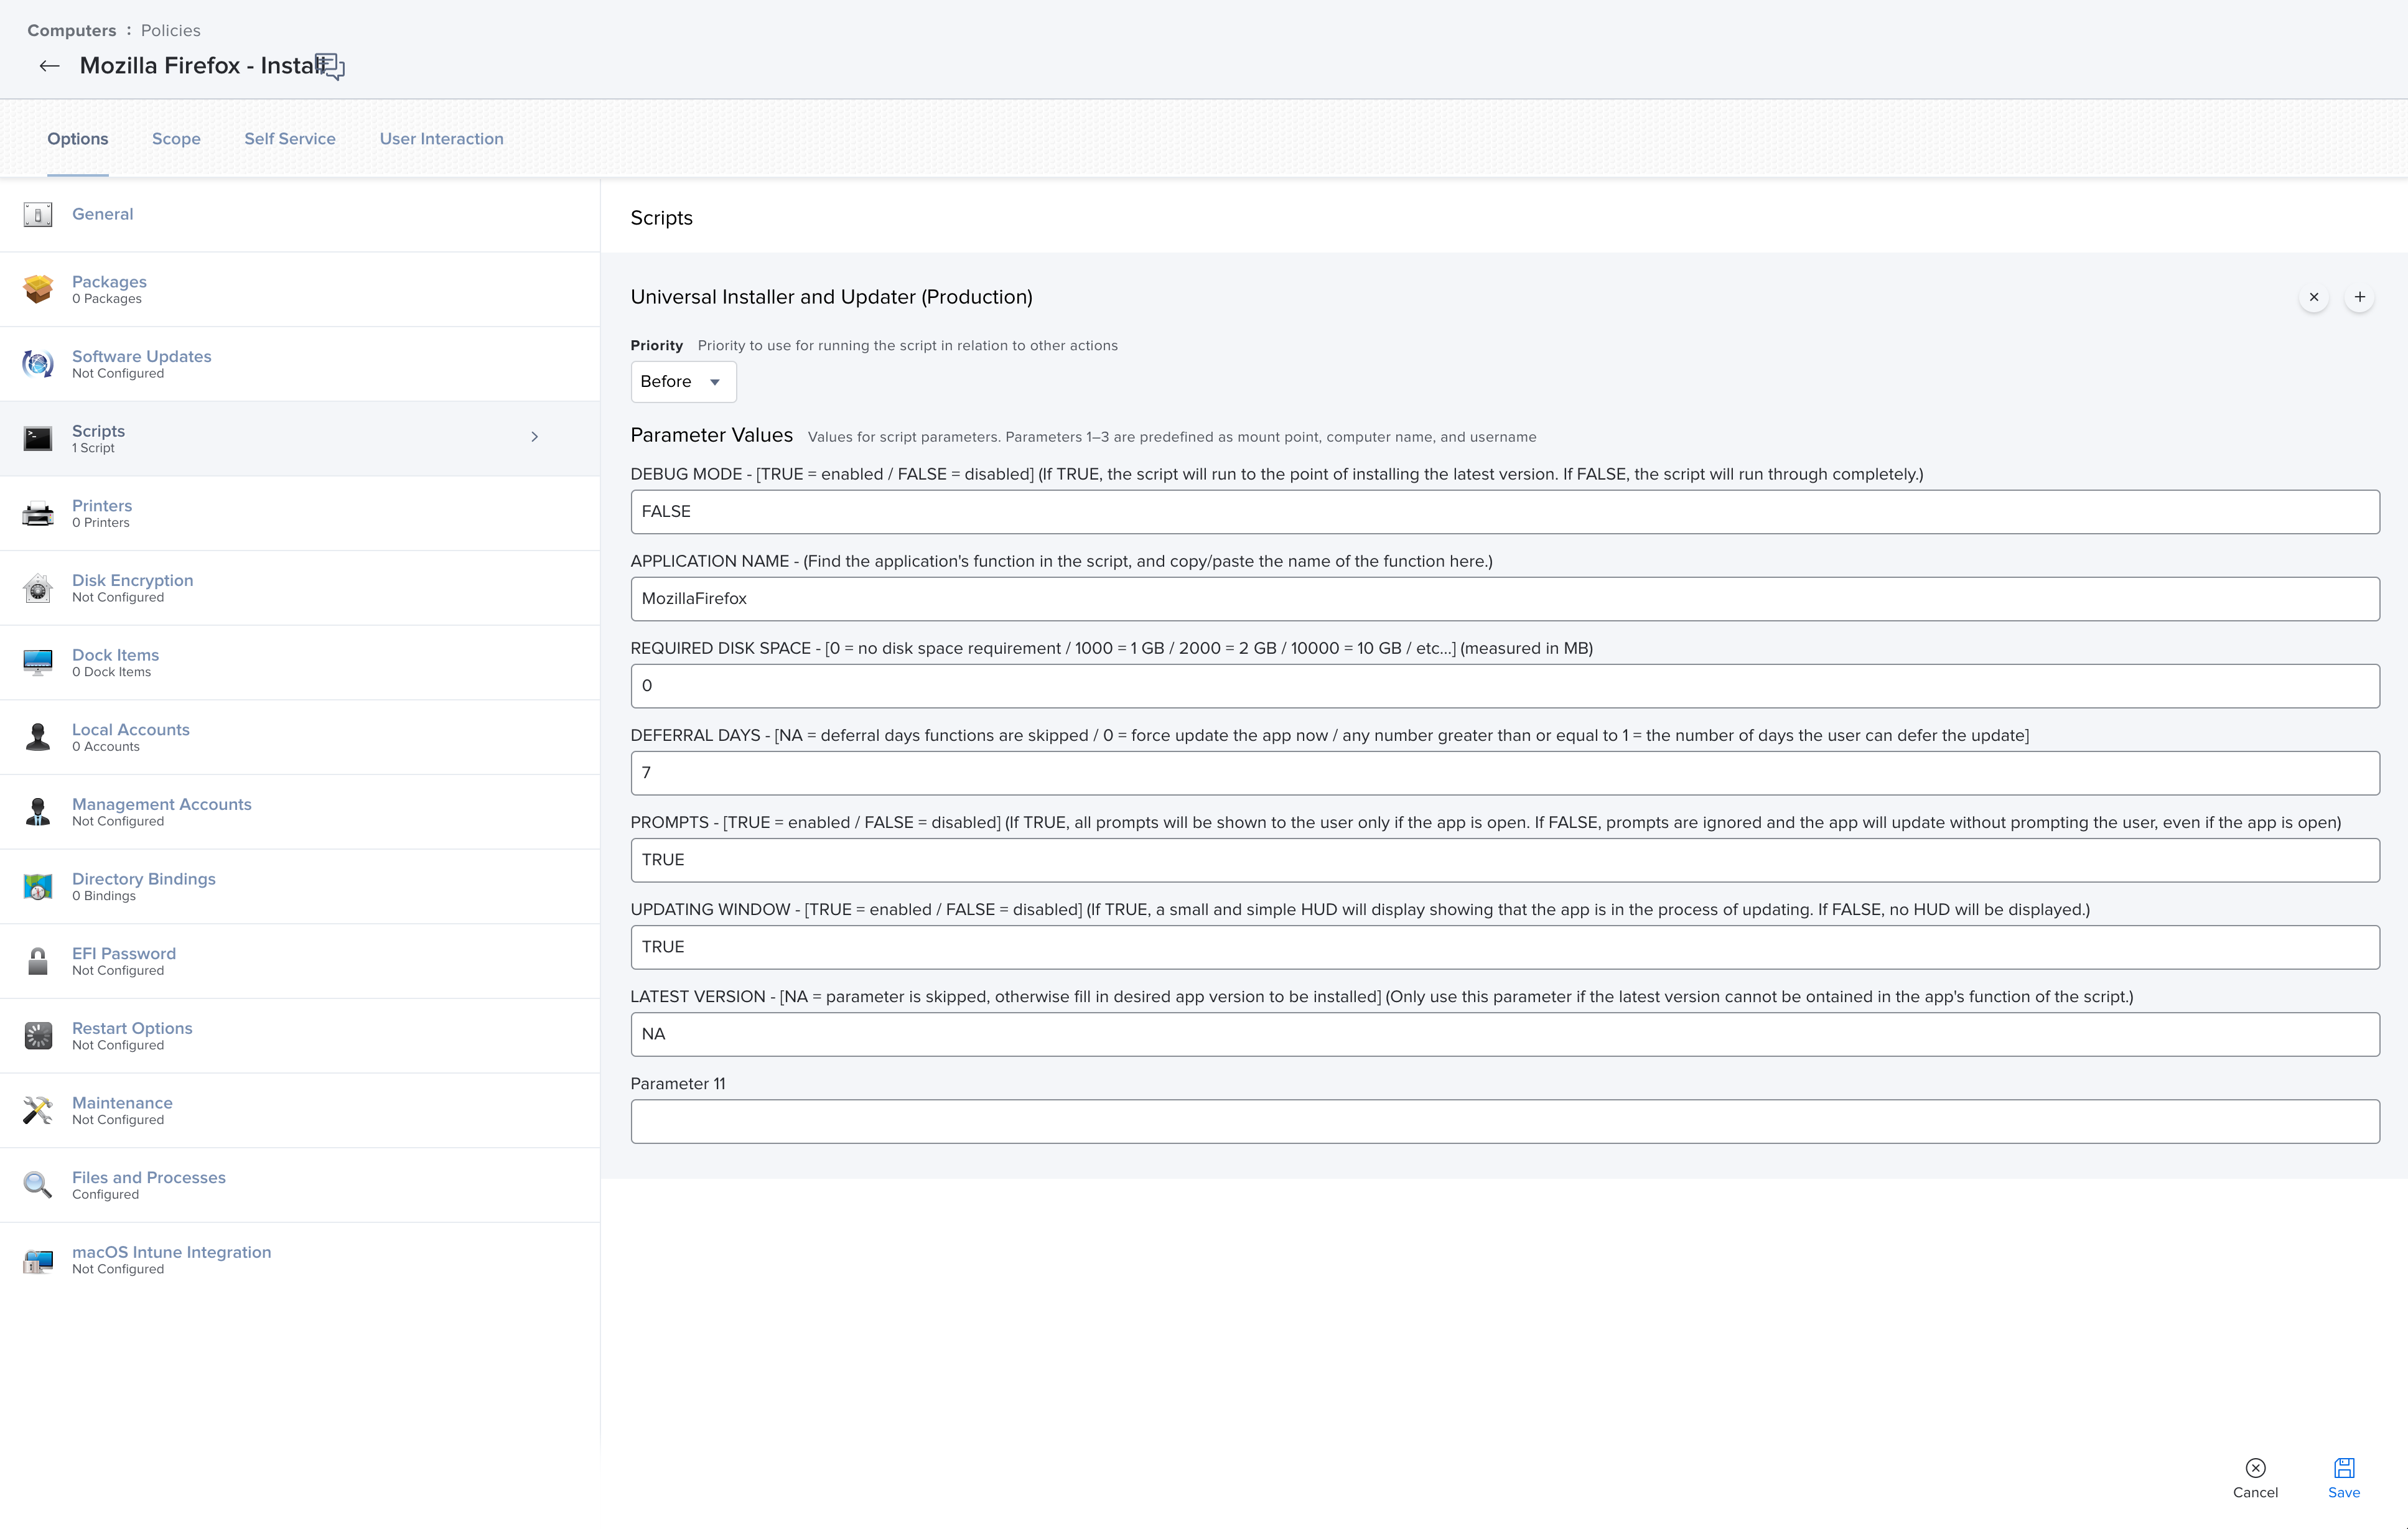 Computers : Policies
Mozilla Firefox - Install
Options Scope Self Service User Interaction
General
Packages
0 Packages
Software Updates
Not Configured
Scripts
1 Script
Printers
0 Printers
Disk Encryption
Not Configured
Dock Items
0 Dock Items
Local Accounts
0 Accounts
Management Accounts
Not Configured
Directory Bindings
0 Bindings
EFI Password
Not Configured
Restart Options
Not Configured
Maintenance
Not Configured
Files and Processes
Configured
macOS Intune Integration
Not Configured
Scripts
Universal Installer and Updater (Production)
Priority Priority to use for running the script in relation to other actions
Before
Parameter Values Values for script parameters. Parameters 1–3 are predefined as mount point, computer name, and username
DEBUG MODE - [TRUE = enabled / FALSE = disabled] (If TRUE, the script will run to the point of installing the latest version. If FALSE, the script will run through completely.)
FALSE
APPLICATION NAME - (Find the application's function in the script, and copy/paste the name of the function here.)
MozillaFirefox
REQUIRED DISK SPACE - [0 = no disk space requirement / 1000 = 1 GB / 2000 = 2 GB / 10000 = 10 GB / etc...] (measured in MB)
0
DEFERRAL DAYS - [NA = deferral days functions are skipped / 0 = force update the app now / any number greater than or equal to 1 = the number of days the user can defer the update]
7
PROMPTS - [TRUE = enabled / FALSE = disabled] (If TRUE, all prompts will be shown to the user only if the app is open. If FALSE, prompts are ignored and the app will update without prompting the user, even if the app is open)
TRUE
UPDATING WINDOW - [TRUE = enabled / FALSE = disabled] (If TRUE, a small and simple HUD will display showing that the app is in the process of updating. If FALSE, no HUD will be displayed.)
TRUE
LATEST VERSION - [NA = parameter is skipped, otherwise fill in desired app version to be installed] (Only use this parameter if the latest version cannot be ontained in the app's function of the script.)
NA
Parameter 11
Cancel Save